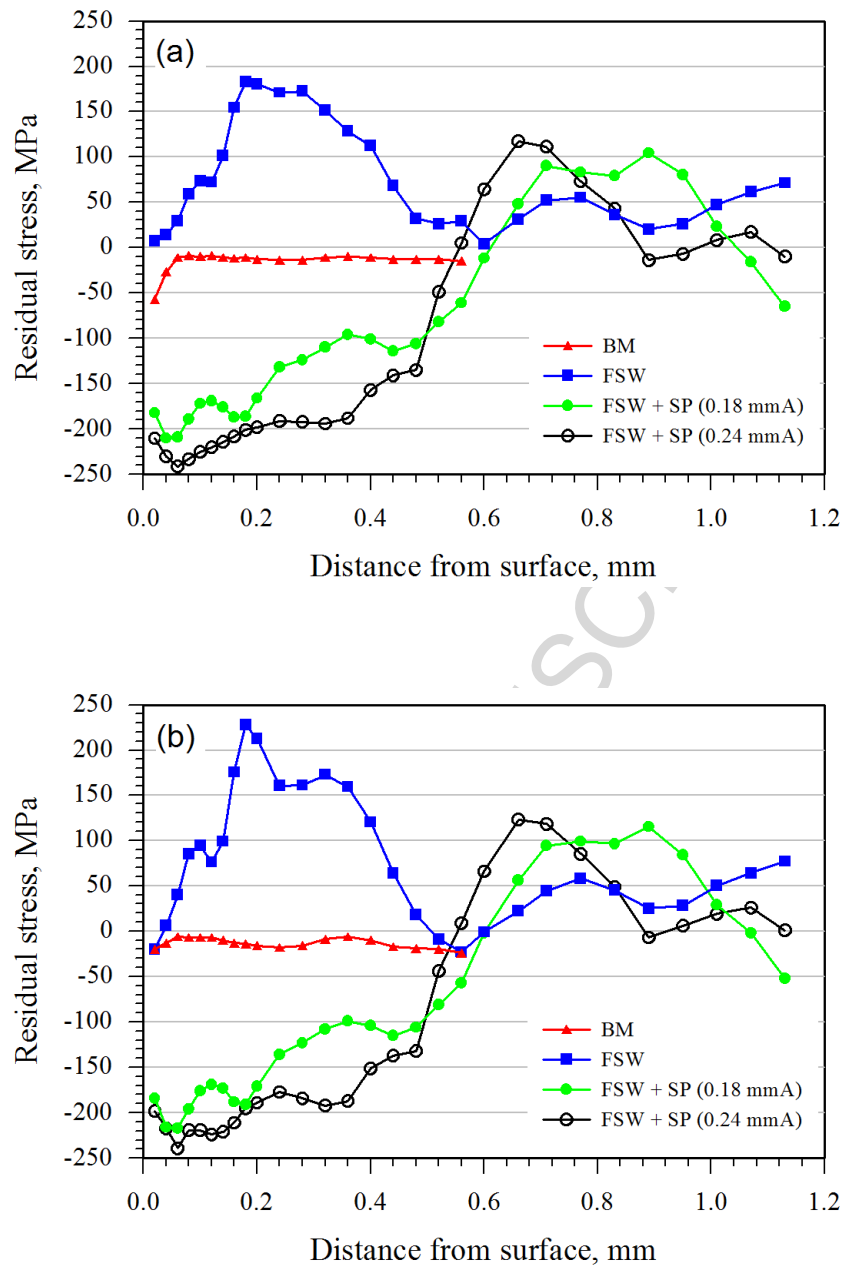 (a)
Residual stress, MPa
250
200
150
100
50
0
-50
-100
-150
-200
-250
BM
FSW
FSW + SP (0.18 mmA)
FSW + SP (0.24 mmA)
0.0 0.2 0.4 0.6 0.8 1.0 1.2
Distance from surface, mm
SC
(b)
Residual stress, MPa
250
200
150
100
50
0
-50
-100
-150
-200
-250
BM
FSW
FSW + SP (0.18 mmA)
FSW + SP (0.24 mmA)
0.0 0.2 0.4 0.6 0.8 1.0 1.2
Distance from surface, mm